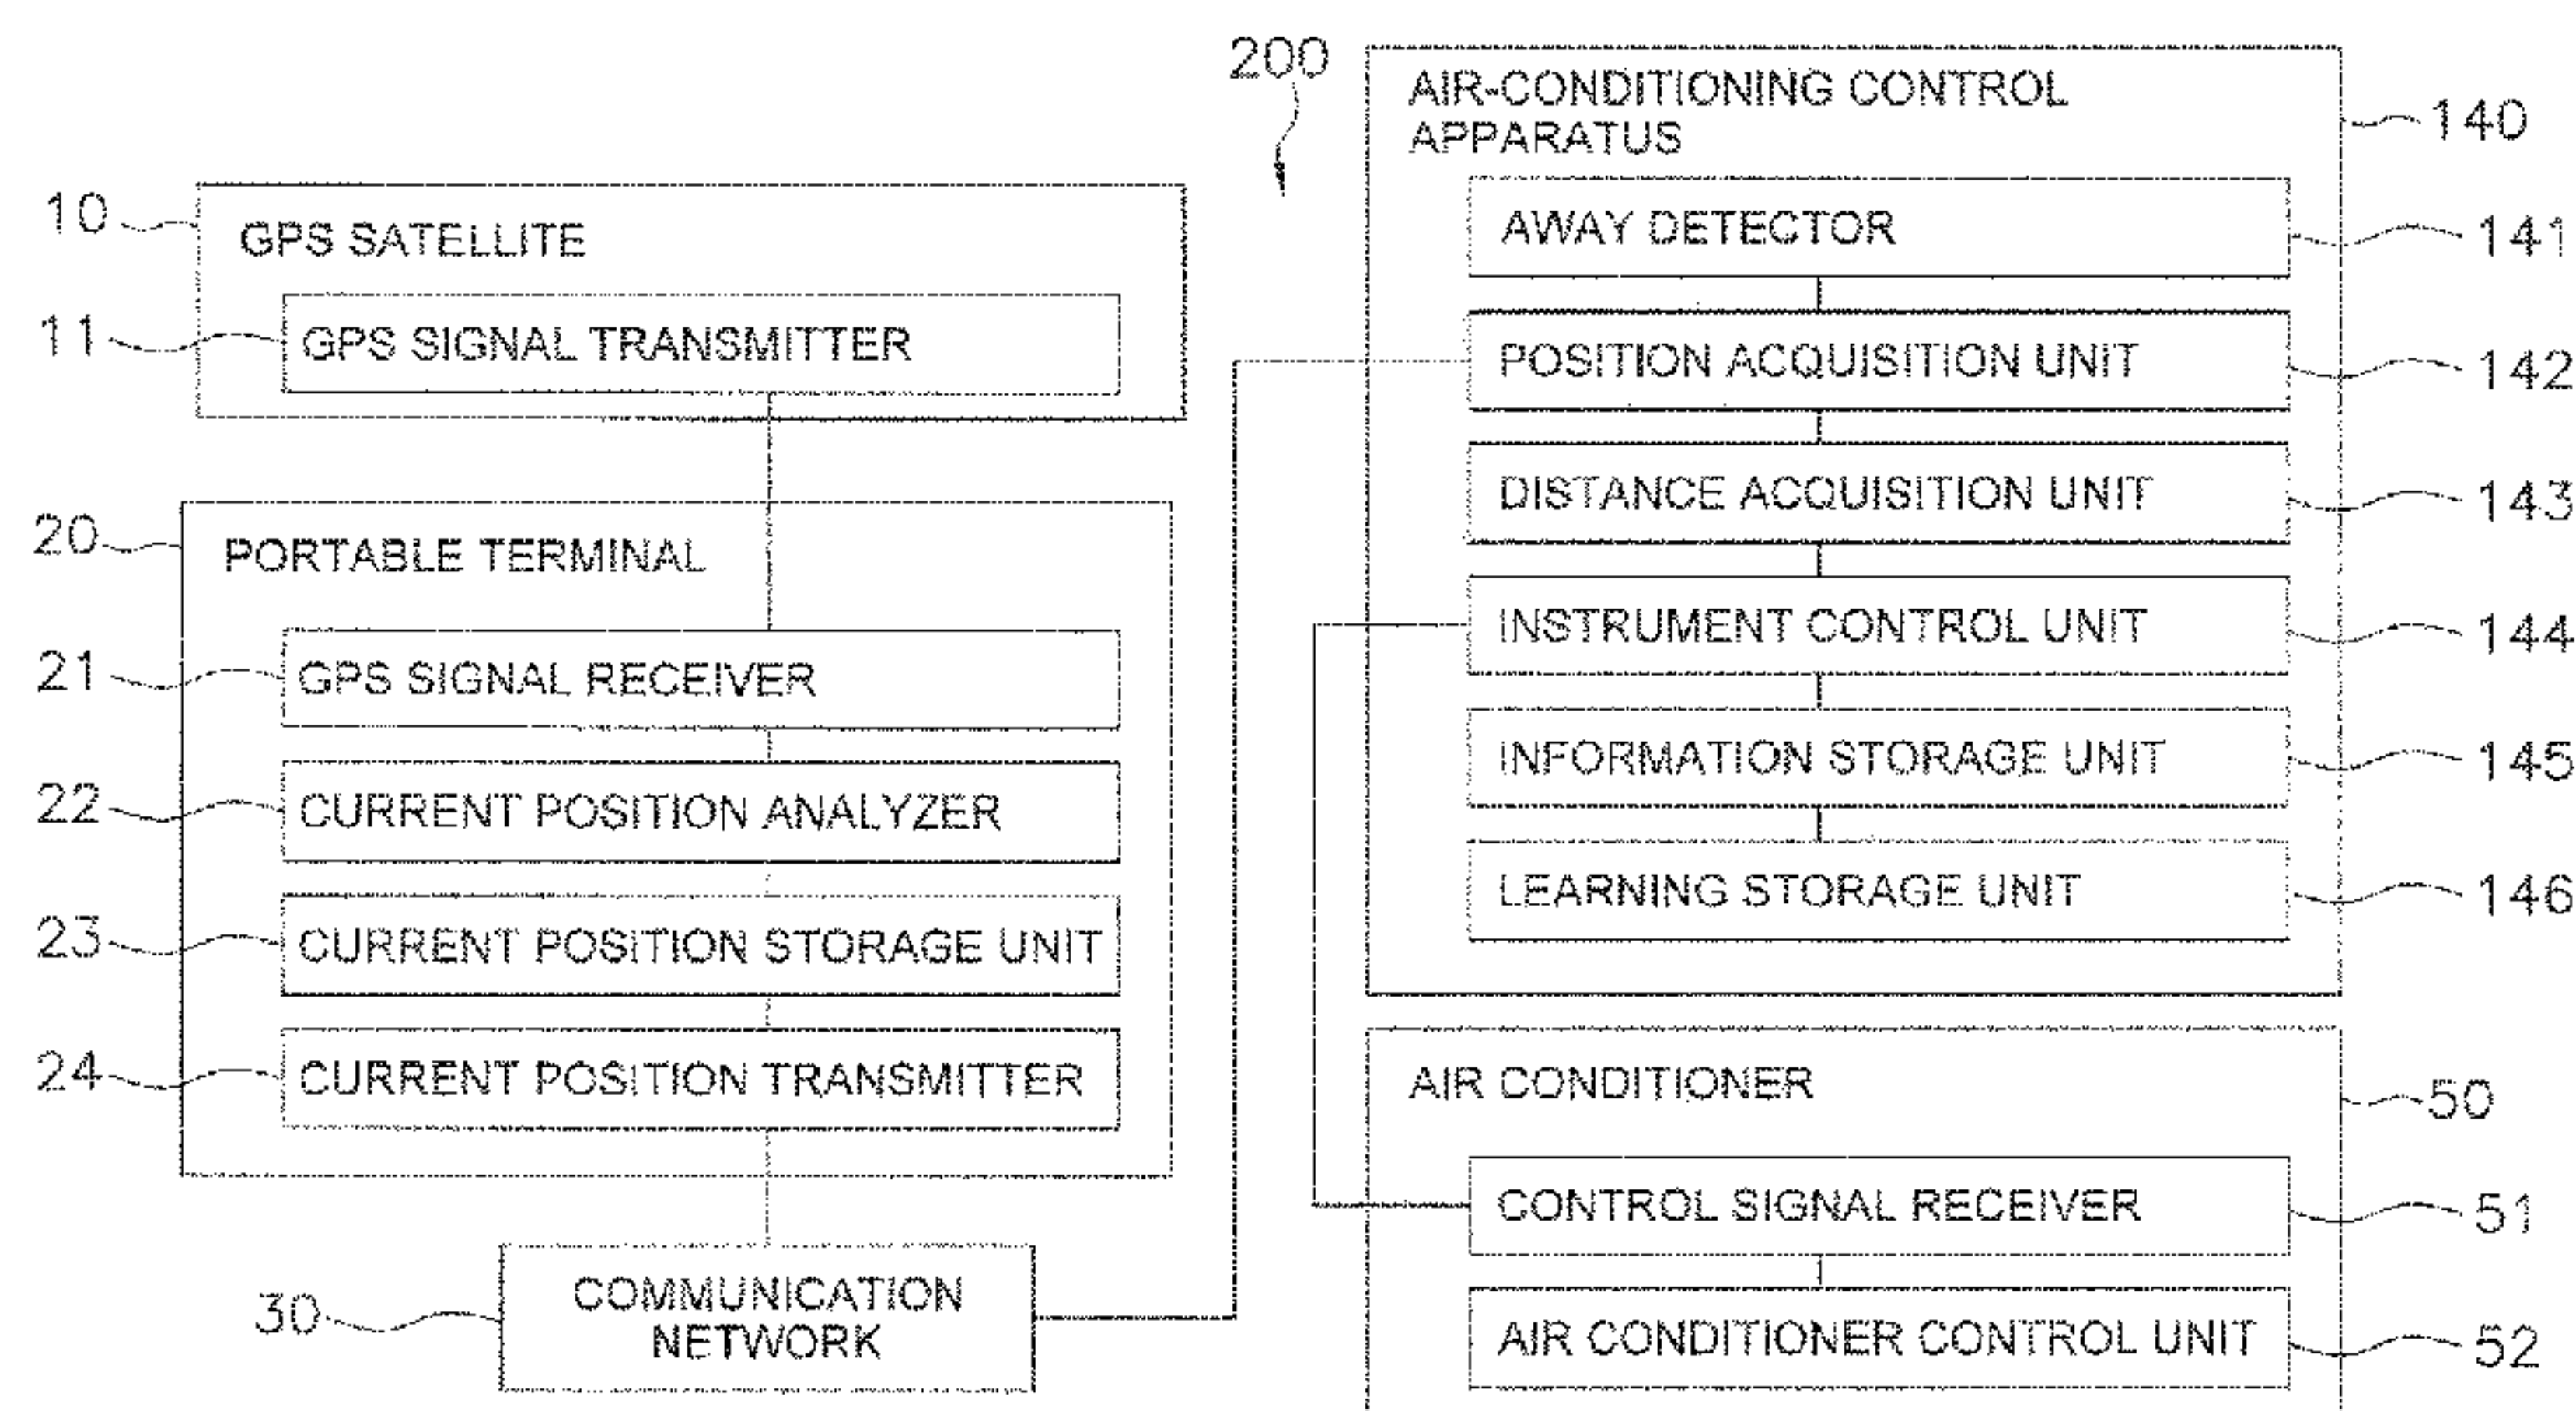 200
10
GPS SATELLITE
11
GPS SIGNAL TRANSMITTER
20
PORTABLE TERMINAL
21
GPS SIGNAL RECEIVER
22
CURRENT POSITION ANALYZER
23
CURRENT POSITION STORAGE UNIT
24
CURRENT POSITION TRANSMITTER
30
COMMUNICATION
NETWORK
AIR-CONDITIONING CONTROL
APPARATUS
140
AWAY DETECTOR
141
POSITION ACQUISITION UNIT
142
DISTANCE ACQUISITION UNIT
143
INSTRUMENT CONTROL UNIT
144
INFORMATION STORAGE UNIT
145
LEARNING STORAGE UNIT
146
AIR CONDITIONER
50
CONTROL SIGNAL RECEIVER
51
AIR CONDITIONER CONTROL UNIT
52